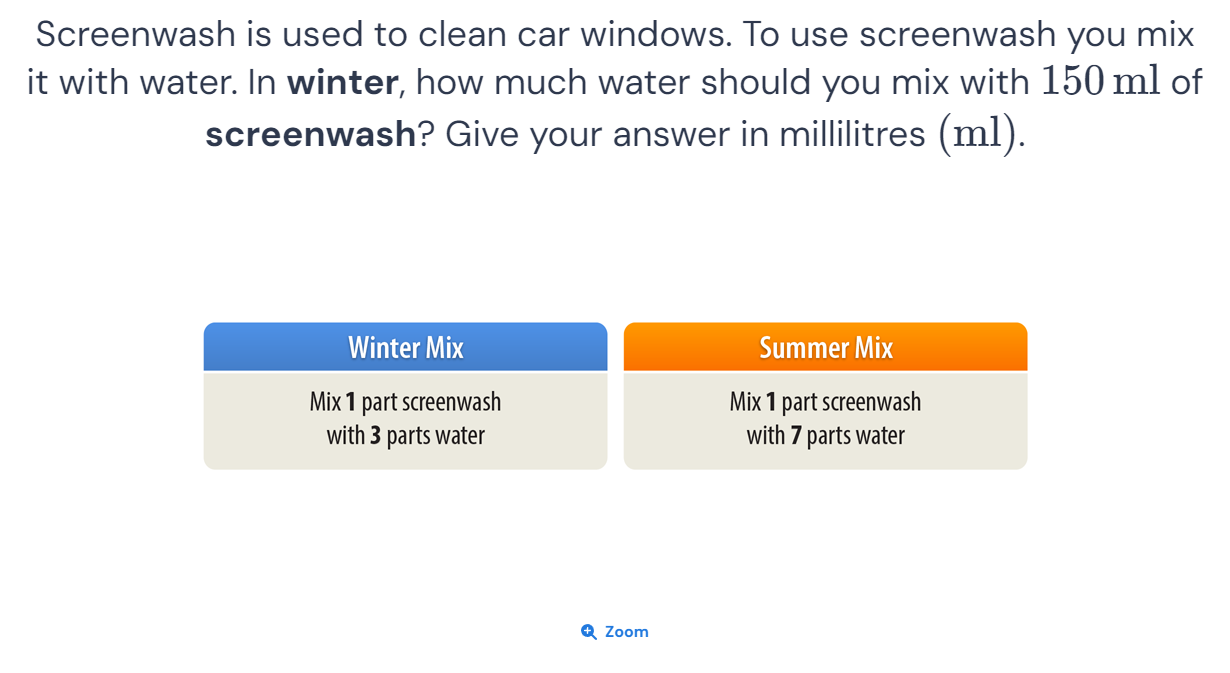 Screenwash is used to clean car windows. To use screenwash you mix
it with water. In winter, how much water should you mix with 150 ml of
screenwash? Give your answer in millilitres (ml).
Winter Mix
Mix 1 part screenwash
with 3 parts water
Summer Mix
Mix 1 part screenwash
with 7 parts water
Zoom